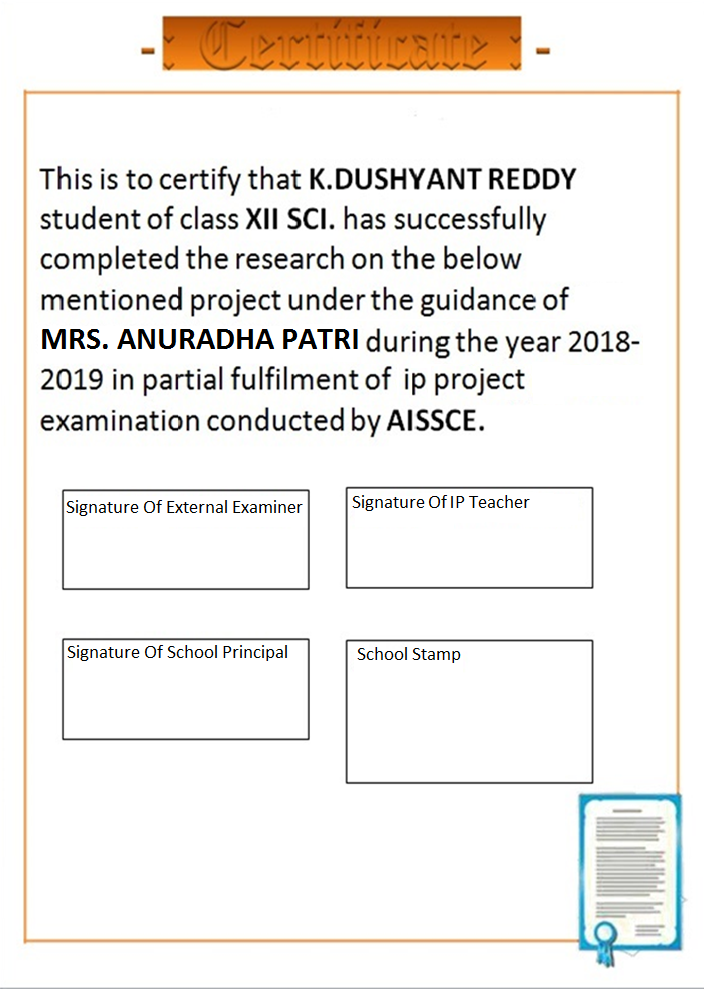 -: Certificate :-
This is to certify that K.DUSHYANT REDDY
student of class XII SCI. has successfully
completed the research on the below
mentioned project under the guidance of
MRS. ANURADHA PATRI during the year 2018-
2019 in partial fulfilment of ip project
examination conducted by AISSCE.
Signature Of External Examiner
Signature Of IP Teacher
Signature Of School Principal
School Stamp